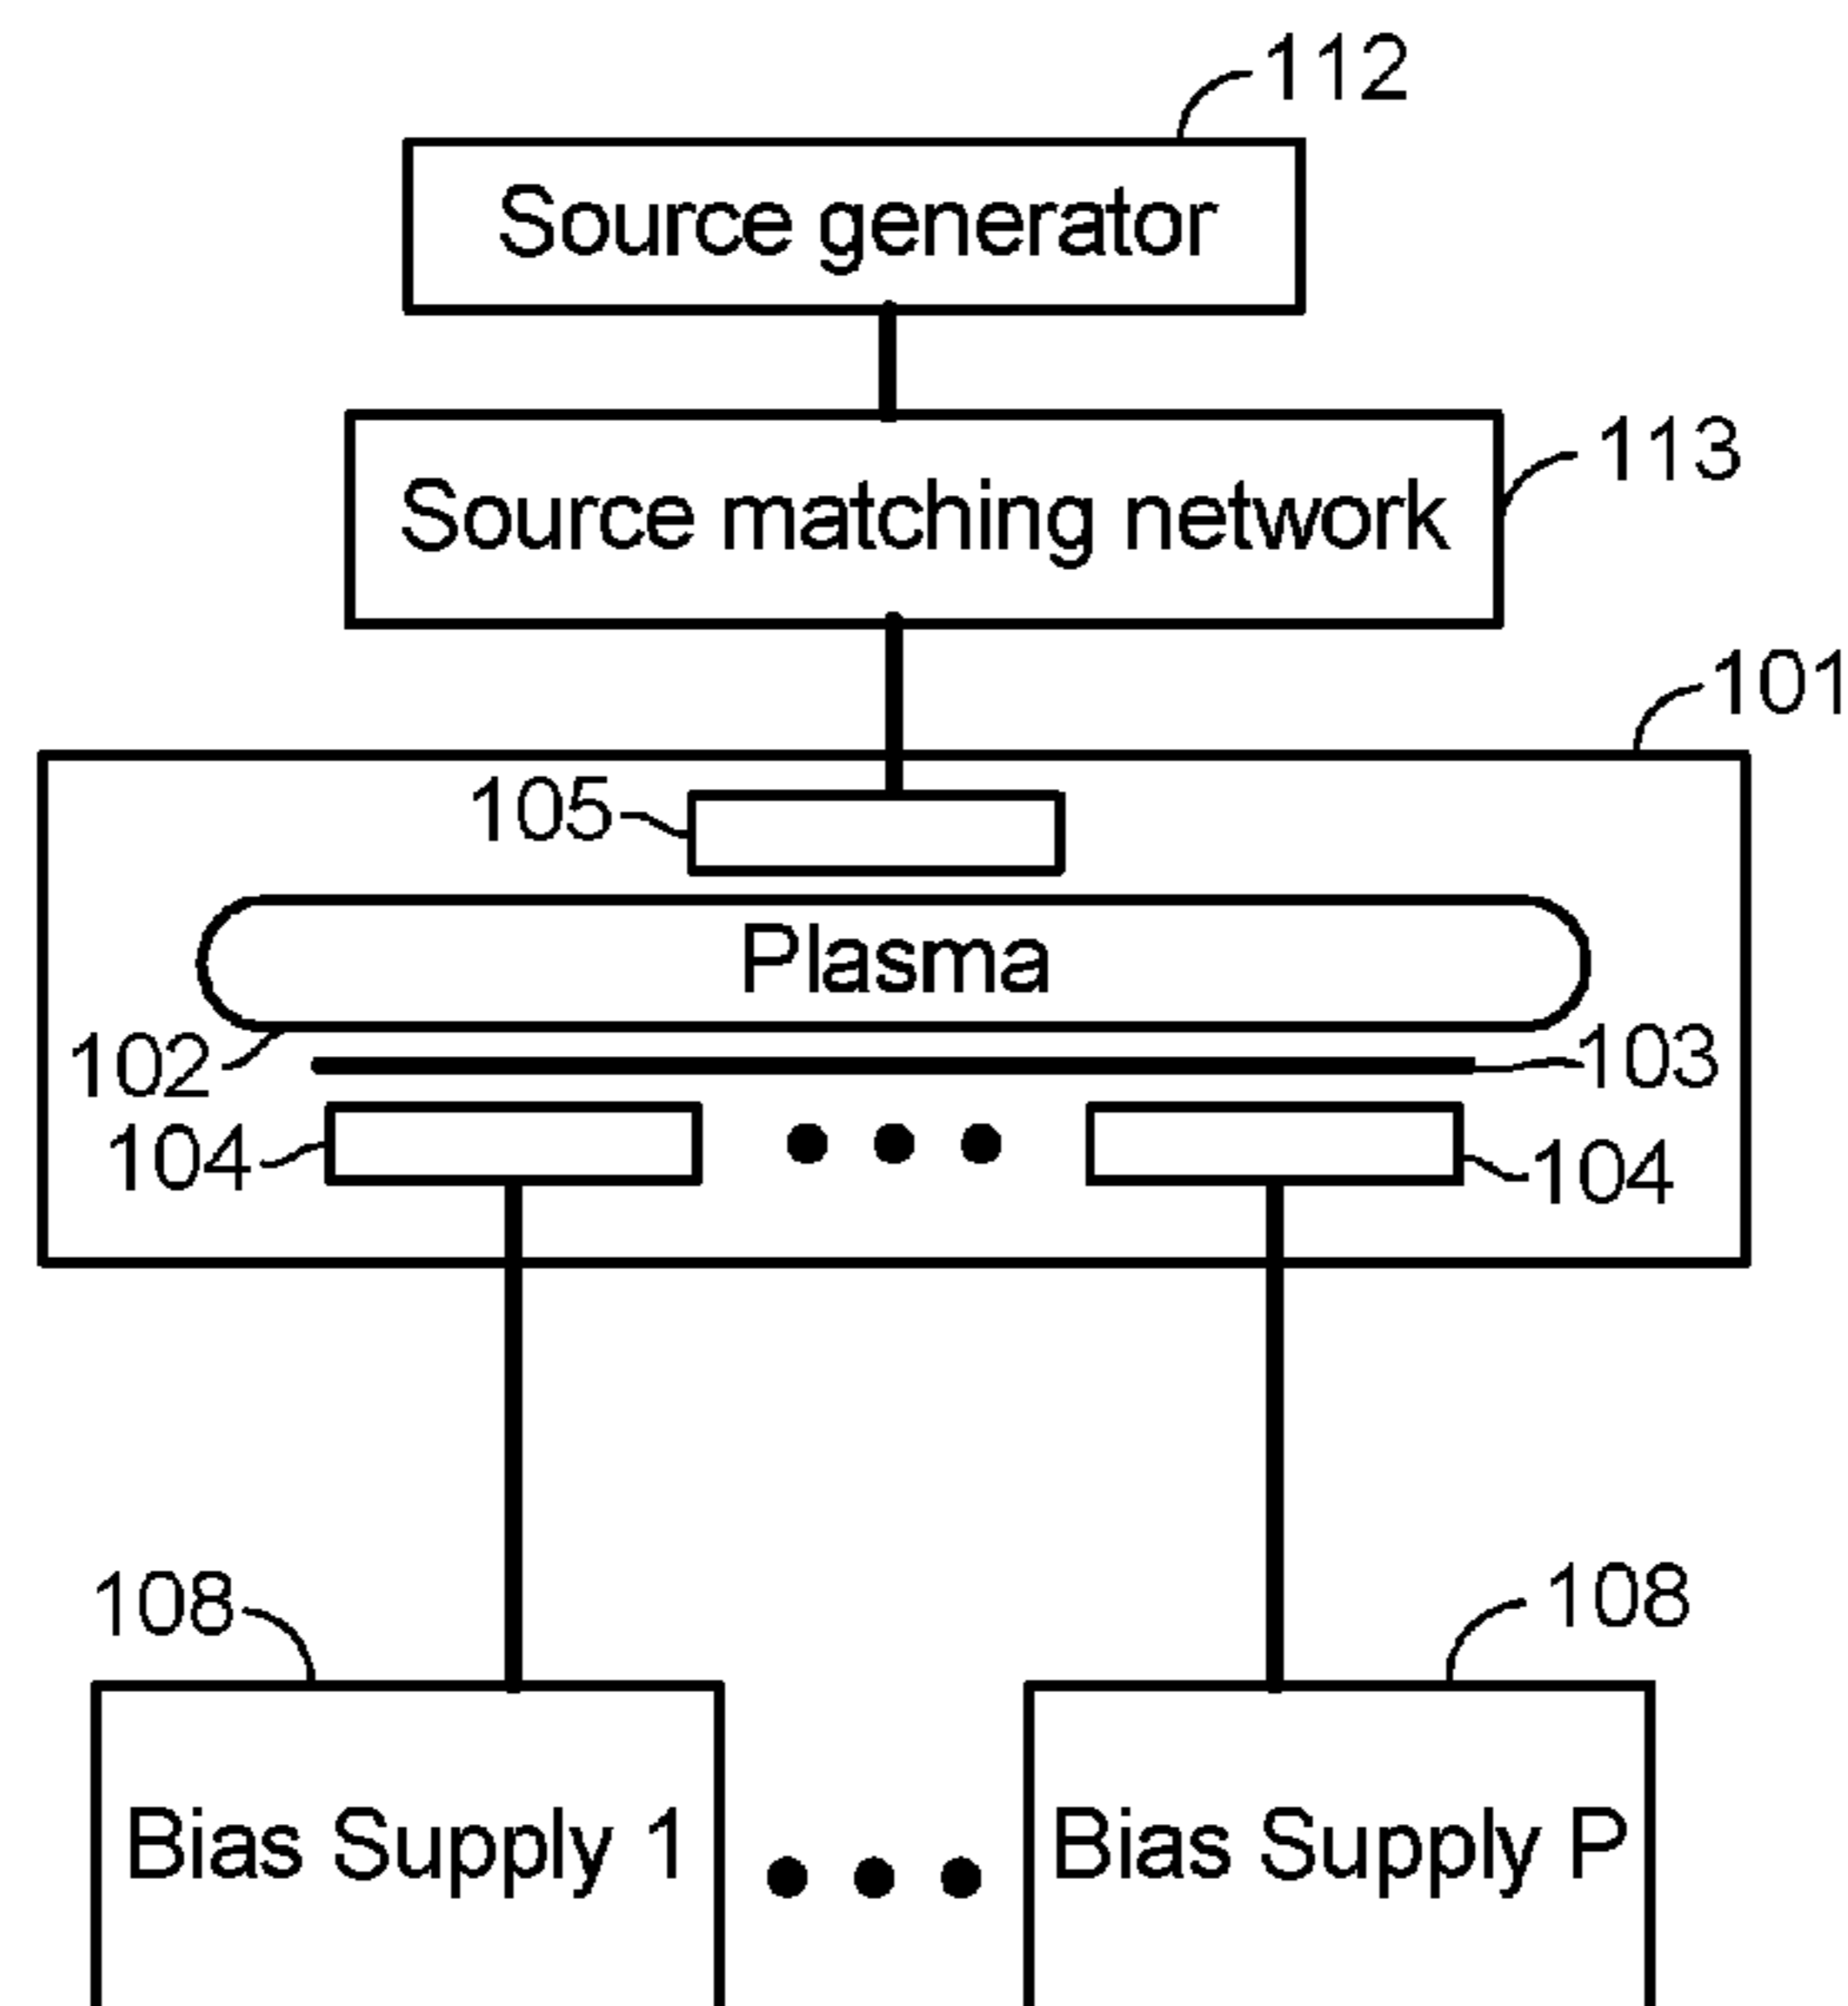 112
Source generator
113
Source matching network
101
105
Plasma
102
103
104
104
108
108
Bias Supply 1
Bias Supply P